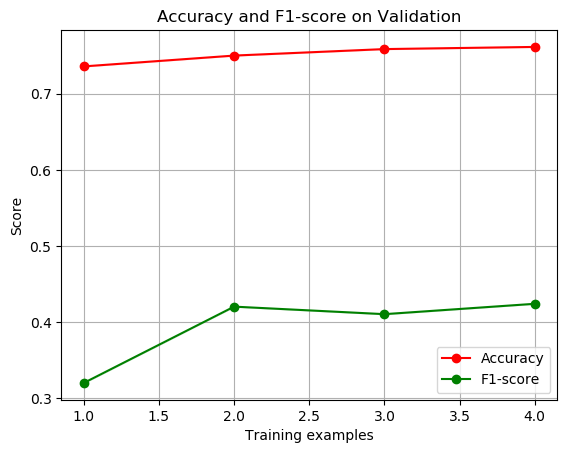 Accuracy and F1-score on Validation
Score
0.7
0.6
0.5
0.4
0.3
1.0
1.5
2.0
2.5
3.0
3.5
4.0
Training examples
Accuracy
F1-score